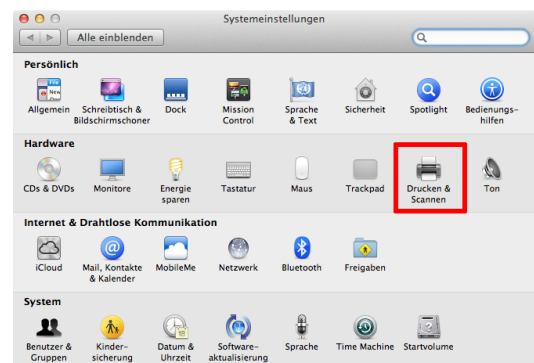 Systemeinstellungen
Alle einblenden
Persönlich
Allgemein Schreibtisch & Bildschirmschoner Dock Mission Control Sprache & Text Sicherheit Spotlight Bedienungs-hilfen
Hardware
CDs & DVDs Monitore Energie sparen Tastatur Maus Trackpad Drucken & Scannen Ton
Internet & Drahtlose Kommunikation
iCloud Mail, Kontakte & Kalender MobileMe Netzwerk Bluetooth Freigaben
System
Benutzer & Gruppen Kinder-sicherung Datum & Uhrzeit Software-aktualisierung Sprache Time Machine Startvolume